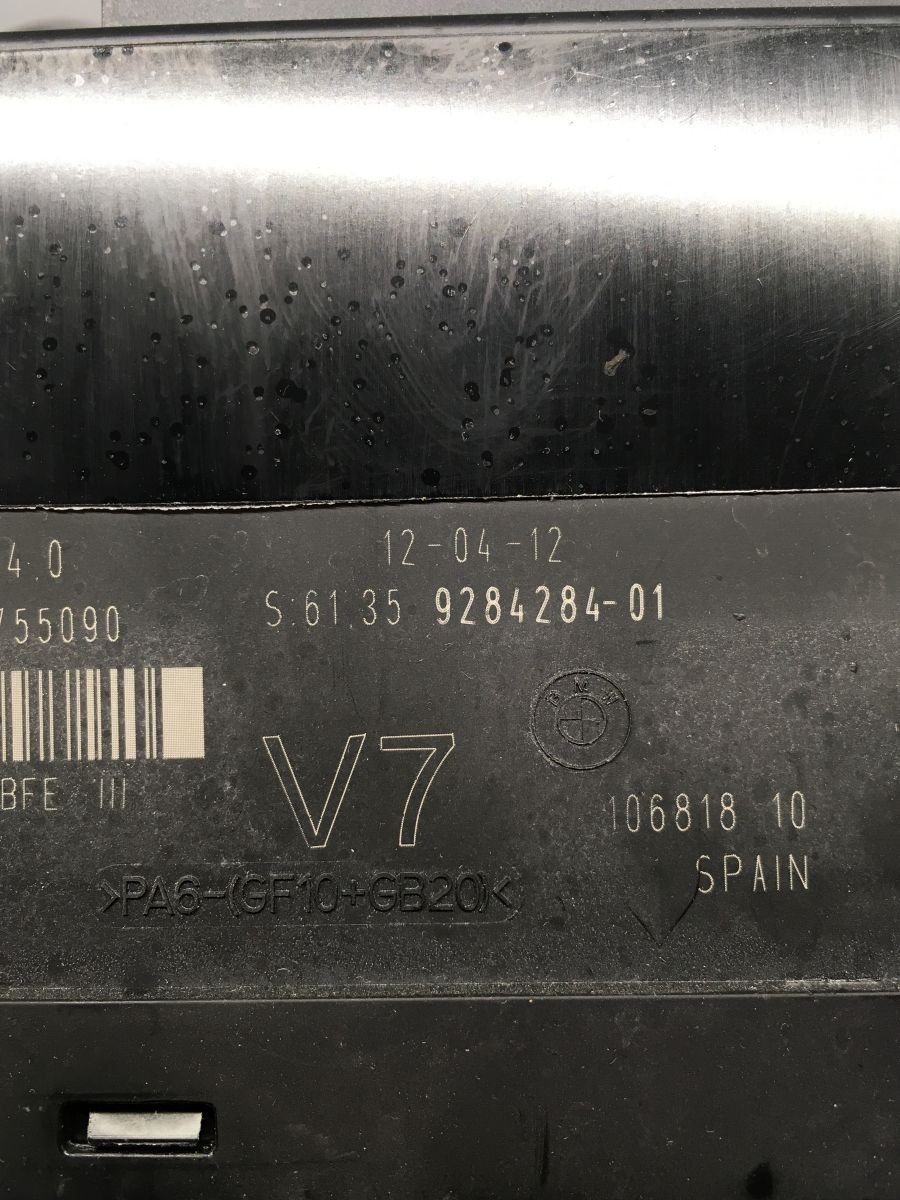 12-04-12
4.0
S:61.35 9284284-01
755090
BMW
V7
BFE III
106818 10
>PA6-(GF10+GB20)<
SPAIN